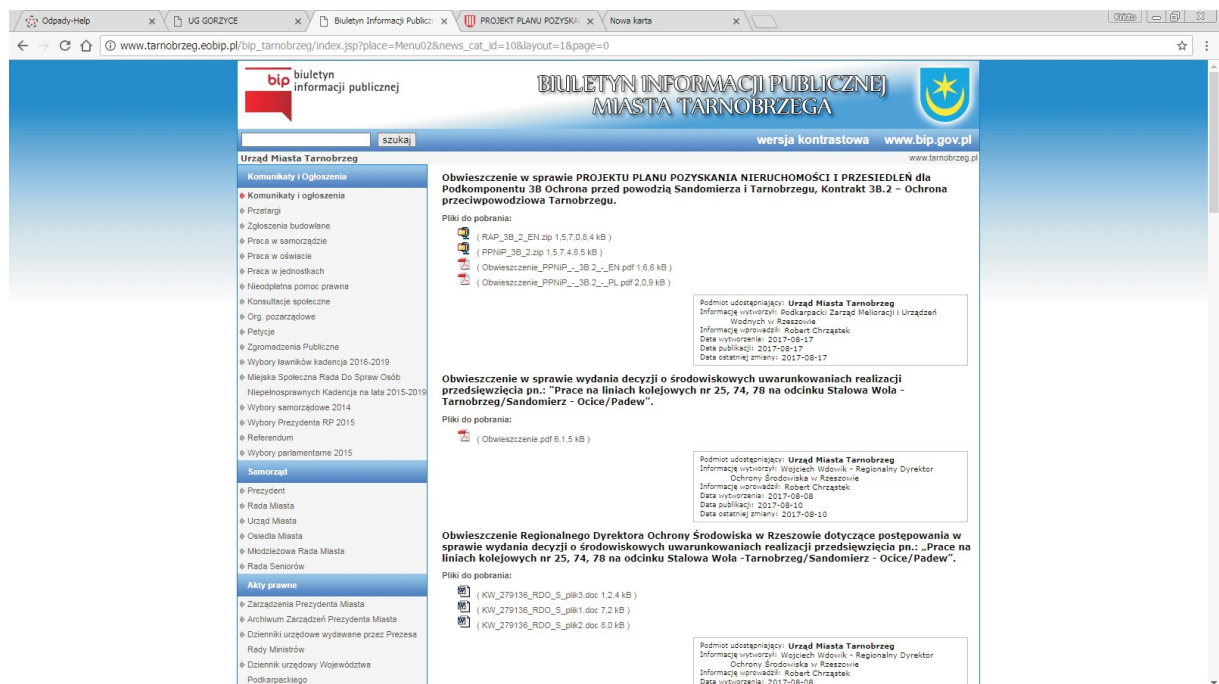 Odpady-Help
UG GORZYCE
Biuletyn Informacji Public
PROJEKT PLANU POZYSKA
Nowa karta
www.tarnobrzeg.eobip.pl/bip_tarnobrzeg/index.jsp?place=Menu02&news_cat_id=10&layout=1&page=0
bip biuletyn
informacji publicznej
BIULETYN INFORMACJI PUBLICZNEJ
MIASTA TARNOBRZEGA
szukaj
wersja kontrastowa www.bip.gov.pl
Urząd Miasta Tarnobrzeg
www.tarnobrzeg.pl
Komunikaty i Ogłoszenia
Komunikaty i ogłoszenia
Przetargi
Zgłoszenia budowlane
Praca w samorządzie
Praca w oświacie
Praca w jednostkach
Nieodpłatna pomoc prawna
Konsultacje społeczne
Org. pozarządowe
Petycje
Zgromadzenia Publiczne
Wybory ławników kadencja 2016-2019
Miejska Społeczna Rada Do Spraw Osób
Niepełnosprawnych Kadencja na lata 2015-2019
Wybory samorządowe 2014
Wybory Prezydenta RP 2015
Referendum
Wybory parlamentarne 2015
Samorząd
Prezydent
Rada Miasta
Urząd Miasta
Osiedla Miasta
Młodzieżowa Rada Miasta
Rada Seniorów
Akty prawne
Zarządzenia Prezydenta Miasta
Archiwum Zarządzeń Prezydenta Miasta
Dzienniki urzędowe wydawane przez Prezesa
Rady Ministrów
Dziennik urzędowy Województwa
Podkarpackiego
Obwieszczenie w sprawie PROJEKTU PLANU POZYSKANIA NIERUCHOMOŚCI I PRZESIEDLEŃ dla
Podkomponentu 3B Ochrona przed powodzią Sandomierza i Tarnobrzegu, Kontrakt 3B.2 – Ochrona
przeciwpowodziowa Tarnobrzegu.
Pliki do pobrania:
( RAP_3B_2_EN.zip 1,5,7,0,8,4 kB )
( PPNiP_3B_2.zip 1,5,7,4,8,5 kB )
( Obwieszczenie_PPNiP_-_3B.2_-_EN.pdf 1,6,6 kB )
( Obwieszczenie_PPNiP_-_3B.2_-_PL.pdf 2,0,9 kB )
Podmiot udostępniający: Urząd Miasta Tarnobrzeg
Informację wytworzył: Podkarpacki Zarząd Melioracji i Urządzeń
Wodnych w Rzeszowie
Informację wprowadził: Robert Chrząstek
Data wytworzenia: 2017-08-17
Data publikacji: 2017-08-17
Data ostatniej zmiany: 2017-08-17
Obwieszczenie w sprawie wydania decyzji o środowiskowych uwarunkowaniach realizacji
przedsięwzięcia pn.: "Prace na liniach kolejowych nr 25, 74, 78 na odcinku Stalowa Wola -
Tarnobrzeg/Sandomierz - Ocice/Padew".
Pliki do pobrania:
( Obwieszczenie.pdf 6,1,5 kB )
Podmiot udostępniający: Urząd Miasta Tarnobrzeg
Informację wytworzył: Wojciech Wdowik - Regionalny Dyrektor
Ochrony Środowiska w Rzeszowie
Informację wprowadził: Robert Chrząstek
Data wytworzenia: 2017-08-08
Data publikacji: 2017-08-10
Data ostatniej zmiany: 2017-08-10
Obwieszczenie Regionalnego Dyrektora Ochrony Środowiska w Rzeszowie dotyczące postępowania w
sprawie wydania decyzji o środowiskowych uwarunkowaniach realizacji przedsięwzięcia pn.: „Prace na
liniach kolejowych nr 25, 74, 78 na odcinku Stalowa Wola -Tarnobrzeg/Sandomierz - Ocice/Padew”.
Pliki do pobrania:
( KW_279136_RDO_S_plik3.doc 1,2,4 kB )
( KW_279136_RDO_S_plik1.doc 7,2 kB )
( KW_279136_RDO_S_plik2.doc 8,0 kB )
Podmiot udostępniający: Urząd Miasta Tarnobrzeg
Informację wytworzył: Wojciech Wdowik - Regionalny Dyrektor
Ochrony Środowiska w Rzeszowie
Informację wprowadził: Robert Chrząstek
Data wytworzenia: 2017-08-08